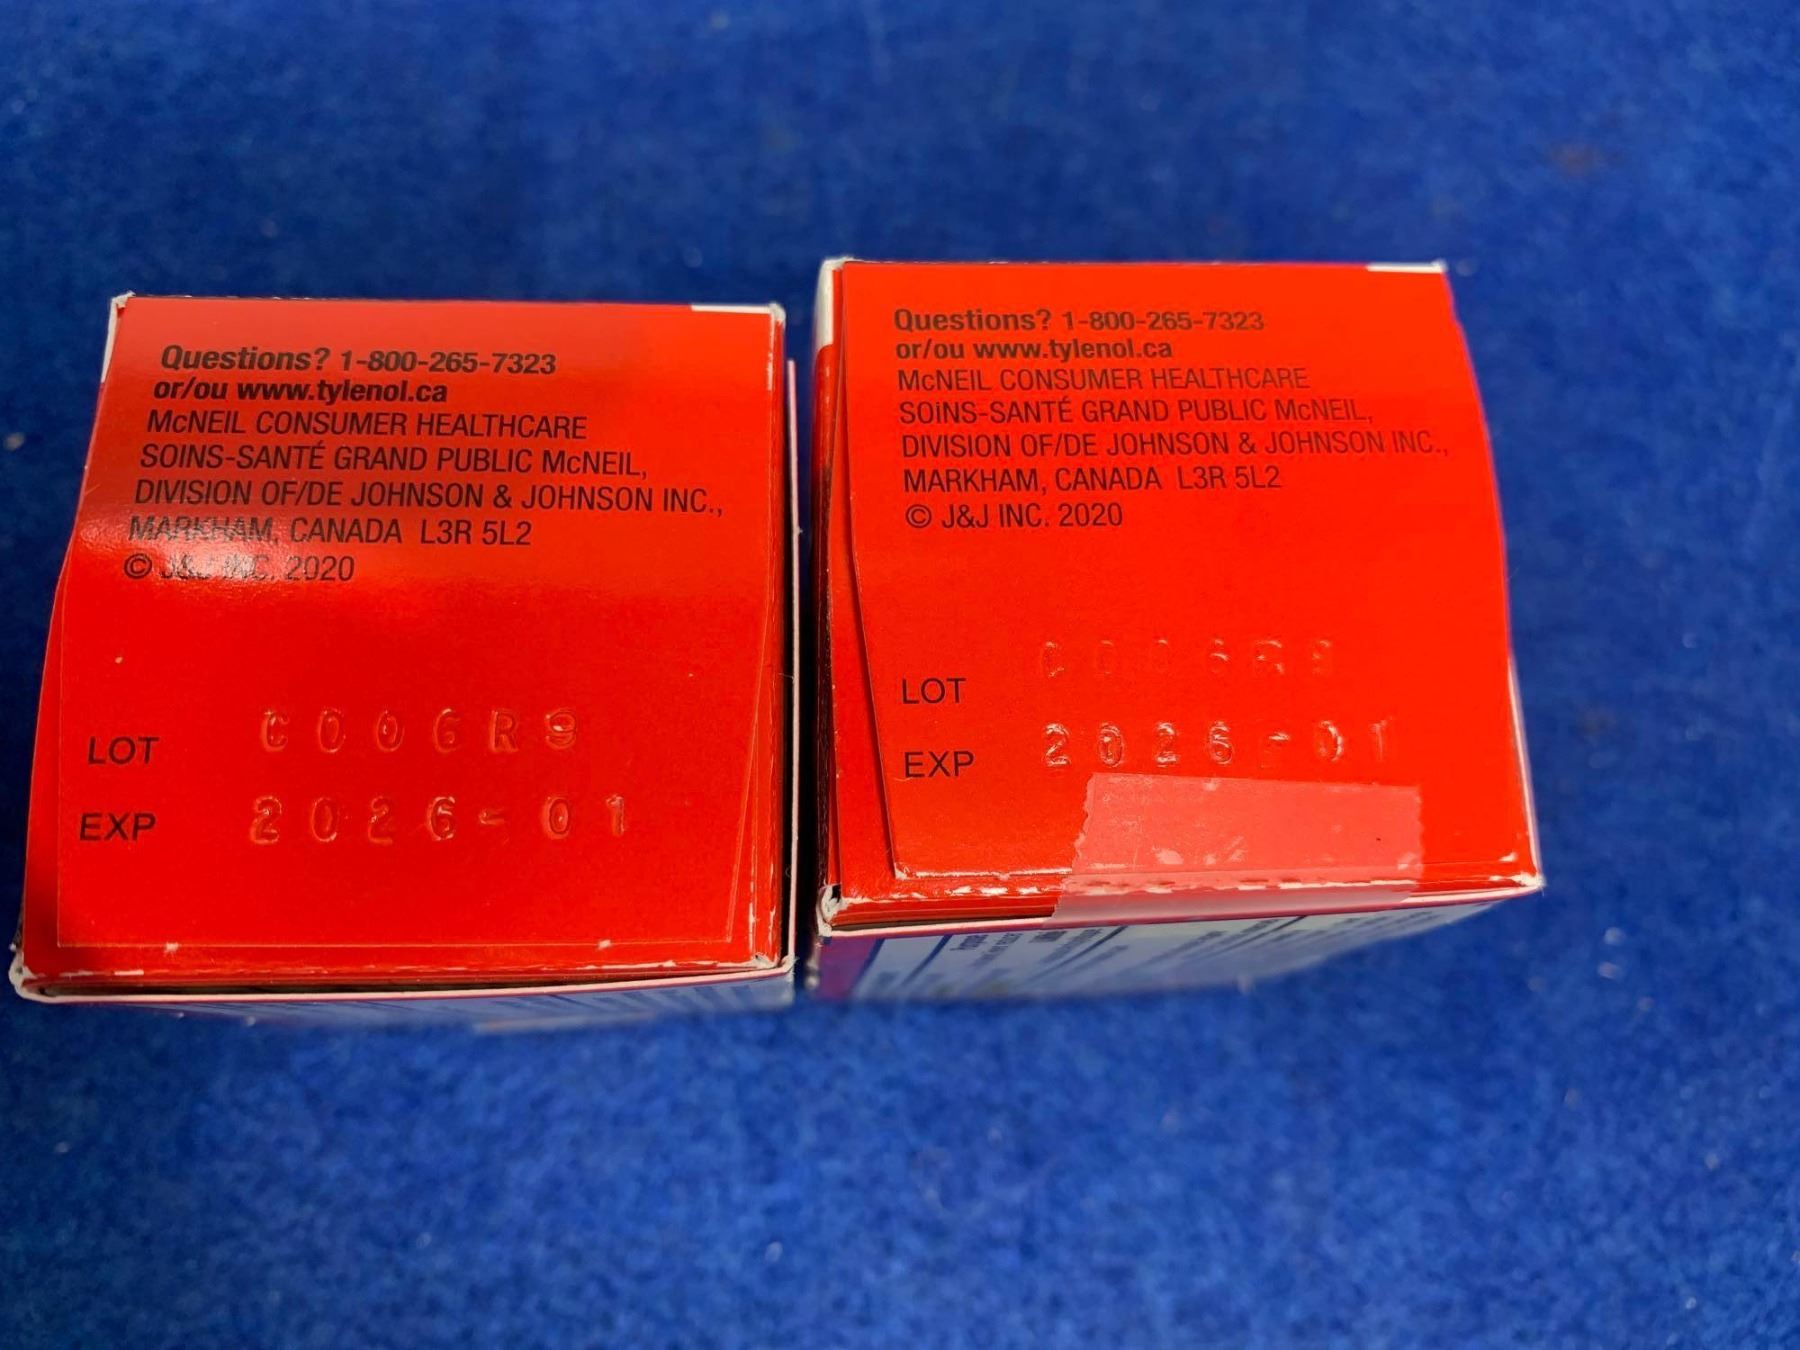 Questions? 1-800-265-7323
or/ou www.tylenol.ca
McNEIL CONSUMER HEALTHCARE
SOINS-SANTÉ GRAND PUBLIC McNEIL,
DIVISION OF/DE JOHNSON & JOHNSON INC.,
MARKHAM, CANADA L3R 5L2
© J&J INC. 2020
LOT C006R9
EXP 2026-01
Questions? 1-800-265-7323
or/ou www.tylenol.ca
McNEIL CONSUMER HEALTHCARE
SOiNS-SANTÉ GRAND PUBLIC McNEIL,
DIVISION OF/DE JOHNSON & JOHNSON INC.,
MARKHAM, CANADA L3R 5L2
© J&J INC. 2020
LOT C006R9
EXP 2026-01